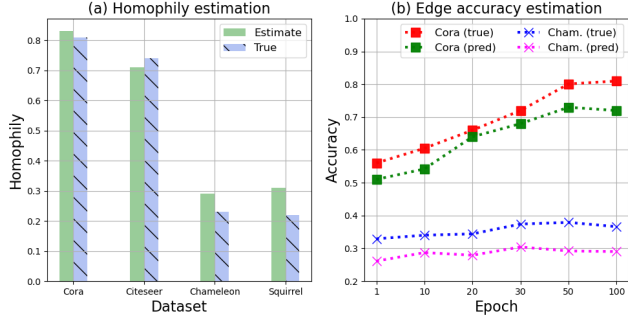 (a) Homophily estimation
Homophily
0.8
0.7
0.6
0.5
0.4
0.3
0.2
0.1
0.0
Estimate
True
Cora Citeseer Chameleon Squirrel
Dataset
(b) Edge accuracy estimation
Accuracy
1.0
0.9
0.8
0.7
0.6
0.5
0.4
0.3
0.2
Cora (true) Cham. (true)
Cora (pred) Cham. (pred)
1 10 20 30 50 100
Epoch